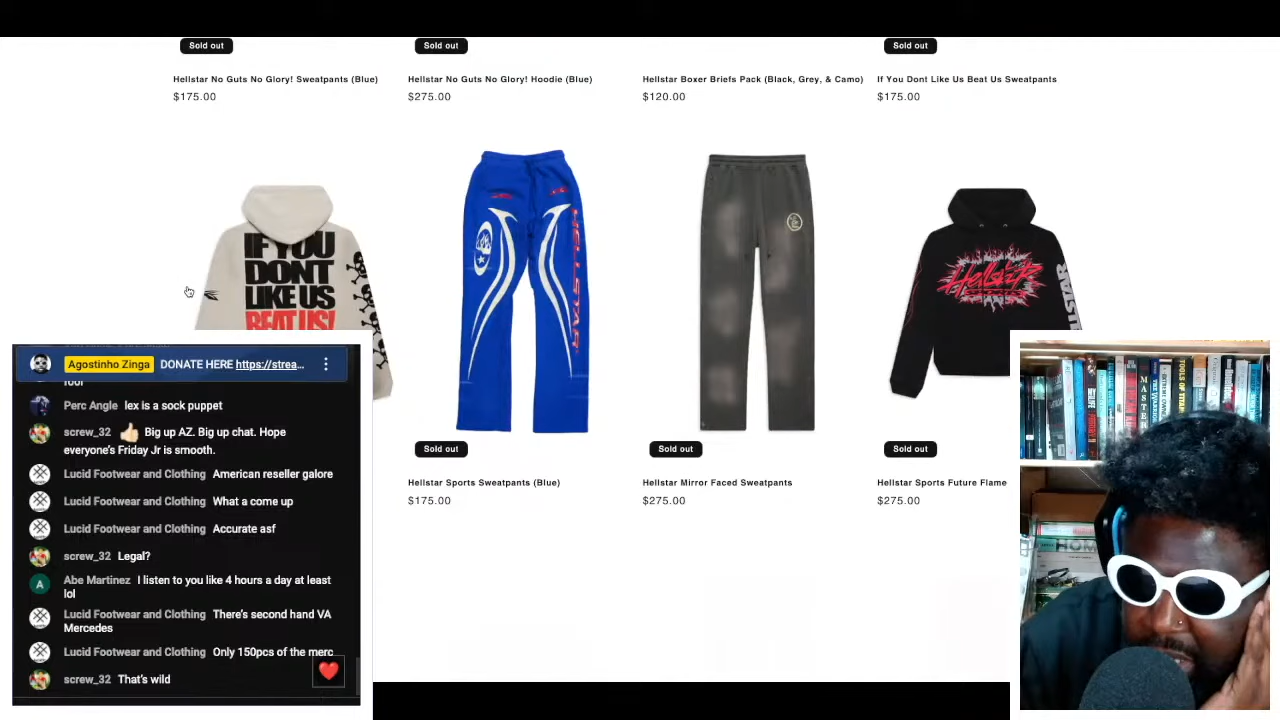 Sold out
Sold out
Sold out
Hellstar No Guts No Glory! Sweatpants (Blue)
$175.00
Hellstar No Guts No Glory! Hoodie (Blue)
$275.00
Hellstar Boxer Briefs Pack (Black, Grey, & Camo)
$120.00
If You Dont Like Us Beat Us Sweatpants
$175.00
IF YOU
DONT
LIKE US
BEAT US!
HELLSTAR
Hellstar
Sold out
Hellstar Sports Sweatpants (Blue)
$175.00
Sold out
Hellstar Mirror Faced Sweatpants
$275.00
Sold out
Hellstar Sports Future Flame
$275.00
Agostinho Zinga DONATE HERE https://strea...
Perc Angle lex is a sock puppet
screw_32 Big up AZ. Big up chat. Hope
everyone's Friday Jr is smooth.
Lucid Footwear and Clothing American reseller galore
Lucid Footwear and Clothing What a come up
Lucid Footwear and Clothing Accurate asf
screw_32 Legal?
A
Abe Martinez I listen to you like 4 hours a day at least
lol
Lucid Footwear and Clothing There's second hand VA
Mercedes
Lucid Footwear and Clothing Only 150pcs of the merc
screw_32 That's wild
TOOLS OF TITAN